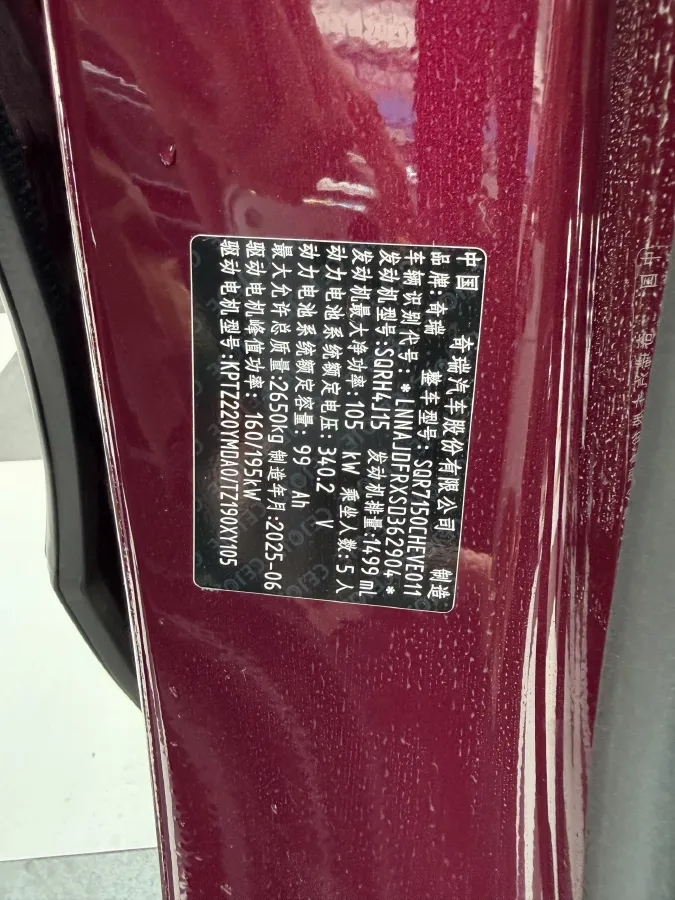 中国 奇瑞汽车股份有限公司 制造
品牌:奇瑞 整车型号:SQR7150CHEVE011
车辆识别代号:*LNNAJDFRXSD362904*
发动机型号:SQRH4J15 发动机排量:1499 ml
发动机最大净功率:105 kW 乘坐人数:5 人
动力电池系统额定电压:340.2 V
动力电池系统额定容量:99 Ah
最大允许总质量:2650kg 制造年月:2025-06
驱动电机峰值功率:160/195kW
驱动电机型号:KPTZ220YMDA0/TZ190XY105